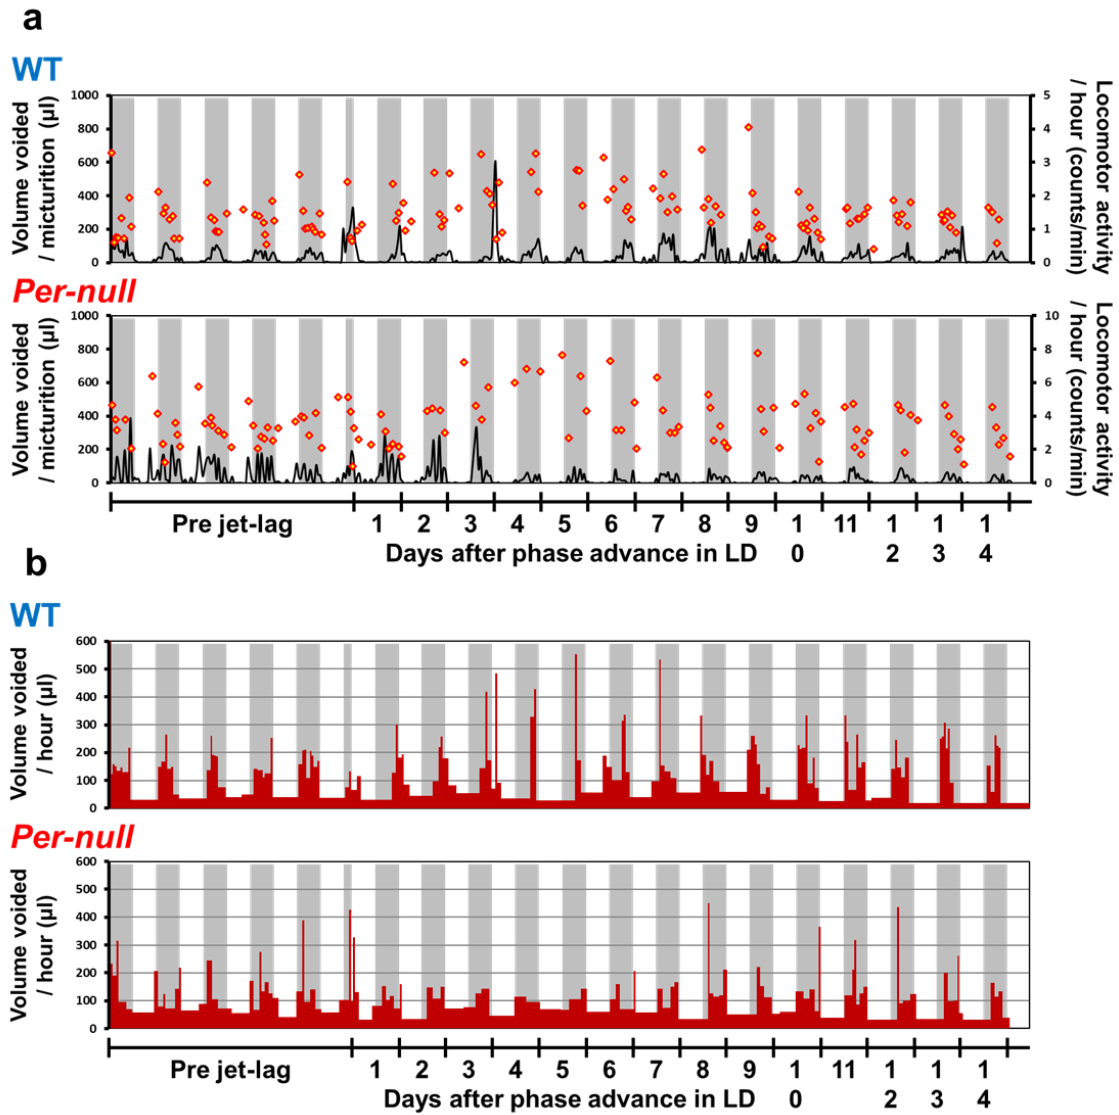 a
WT
Volume voided
/ micturition (µl)
1000
800
600
400
200
0
5
4
3
2
1
0
Locomotor activity
/ hour (counts/min)
Per-null
Volume voided
/ micturition (µl)
1000
800
600
400
200
0
10
8
6
4
2
0
Locomotor activity
/ hour (counts/min)
Pre jet-lag 1 2 3 4 5 6 7 8 9 1 11 1 1 1
Days after phase advance in LD 0 2 3 4
b
WT
Volume voided
/ hour (µl)
600
500
400
300
200
100
0
Per-null
Volume voided
/ hour (µl)
600
500
400
300
200
100
0
Pre jet-lag 1 2 3 4 5 6 7 8 9 1 11 1 1 1
Days after phase advance in LD 0 2 3 4